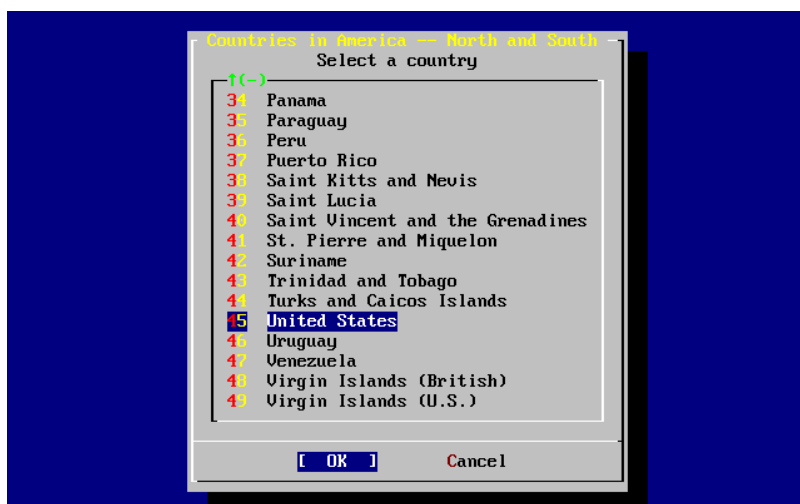 Countries in America -- North and South
Select a country
↑(-)
34 Panama
35 Paraguay
36 Peru
37 Puerto Rico
38 Saint Kitts and Nevis
39 Saint Lucia
40 Saint Vincent and the Grenadines
41 St. Pierre and Miquelon
42 Suriname
43 Trinidad and Tobago
44 Turks and Caicos Islands
45 United States
46 Uruguay
47 Venezuela
48 Virgin Islands (British)
49 Virgin Islands (U.S.)
[ OK ] Cancel